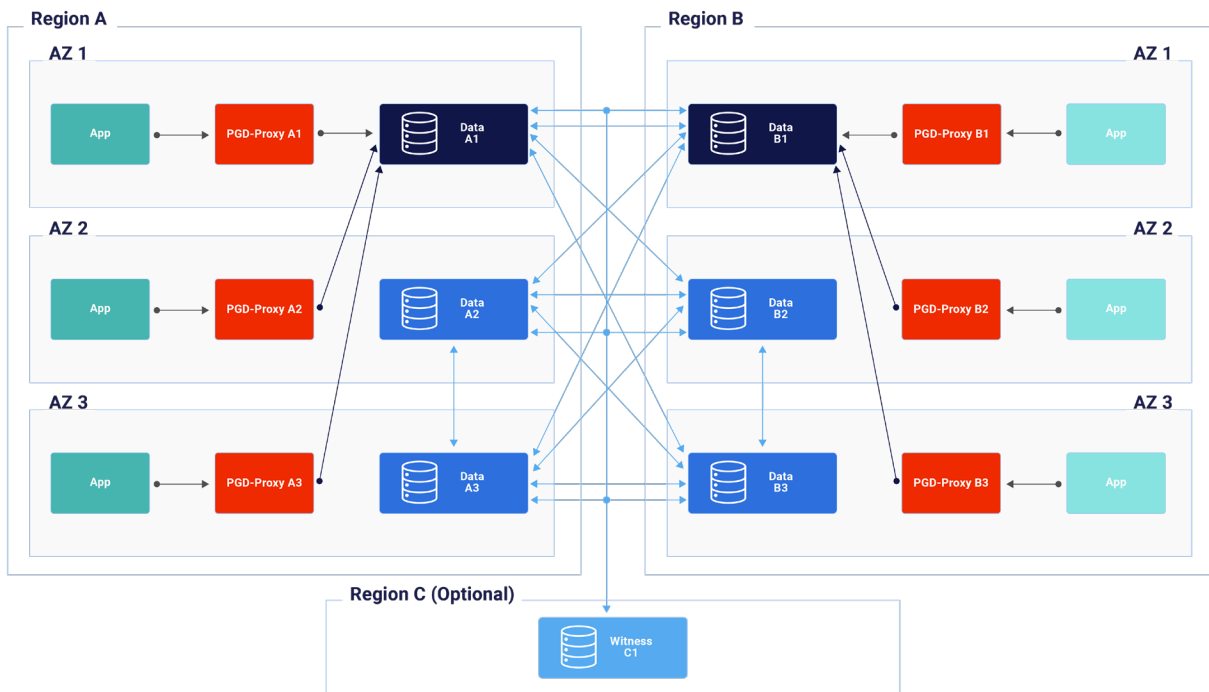 Region A
Region B
AZ 1
AZ 1
App
PGD-Proxy A1
Data
A1
Data
B1
PGD-Proxy B1
App
AZ 2
AZ 2
App
PGD-Proxy A2
Data
A2
Data
B2
PGD-Proxy B2
App
AZ 3
AZ 3
App
PGD-Proxy A3
Data
A3
Data
B3
PGD-Proxy B3
App
Region C (Optional)
Witness
C1